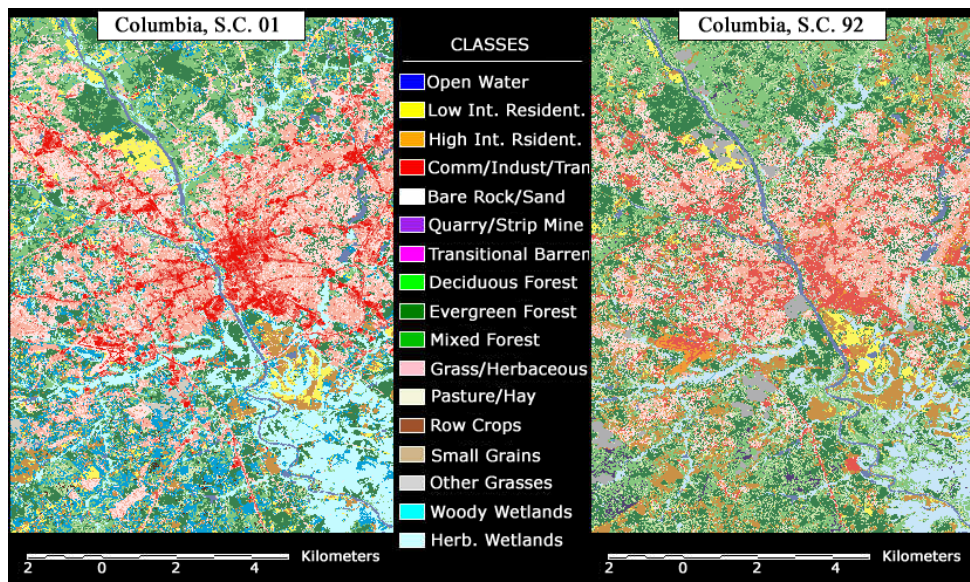 Columbia, S.C. 01
CLASSES
Open Water
Low Int. Resident.
High Int. Rsident.
Comm/Indust/Tran
Bare Rock/Sand
Quarry/Strip Mine
Transitional Barren
Deciduous Forest
Evergreen Forest
Mixed Forest
Grass/Herbaceous
Pasture/Hay
Row Crops
Small Grains
Other Grasses
Woody Wetlands
Herb. Wetlands
Columbia, S.C. 92
Kilometers
2 0 2 4
Kilometers
2 0 2 4